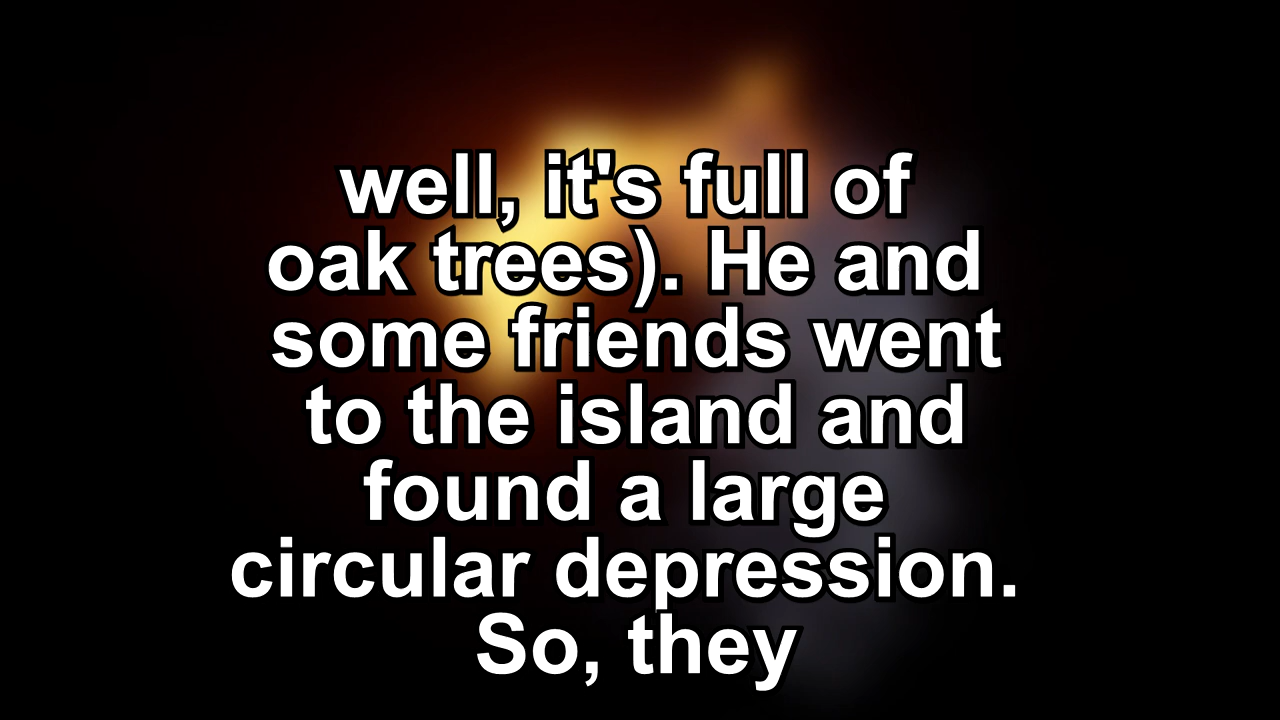 well, it's full of
oak trees). He and
some friends went
to the island and
found a large
circular depression.
So, they